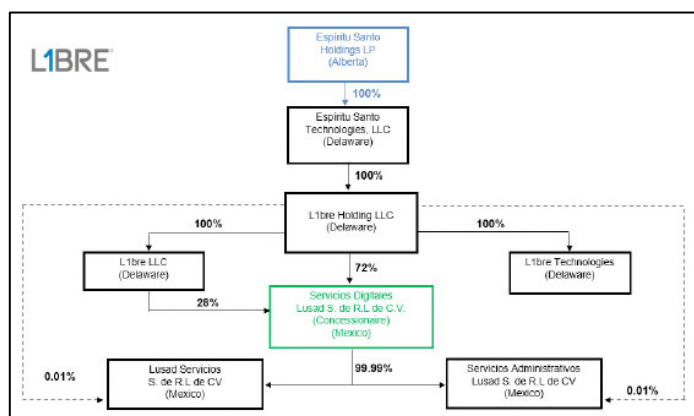 Espíritu Santo
Holdings LP
(Alberta)
L1BRE
100%
Espíritu Santo
Technologies, LLC
(Delaware)
100%
L1bre Holding LLC
(Delaware)
100%
100%
L1bre LLC
(Delaware)
72%
L1bre Technologies
(Delaware)
28%
Servicios Digitales
Lusad S. de R.L de C.V.
(Concessionaire)
(Mexico)
99.99%
0.01%
Lusad Servicios
S. de R.L de CV
(Mexico)
Servicios Administrativos
Lusad S. de R.L de CV
(Mexico)
0.01%